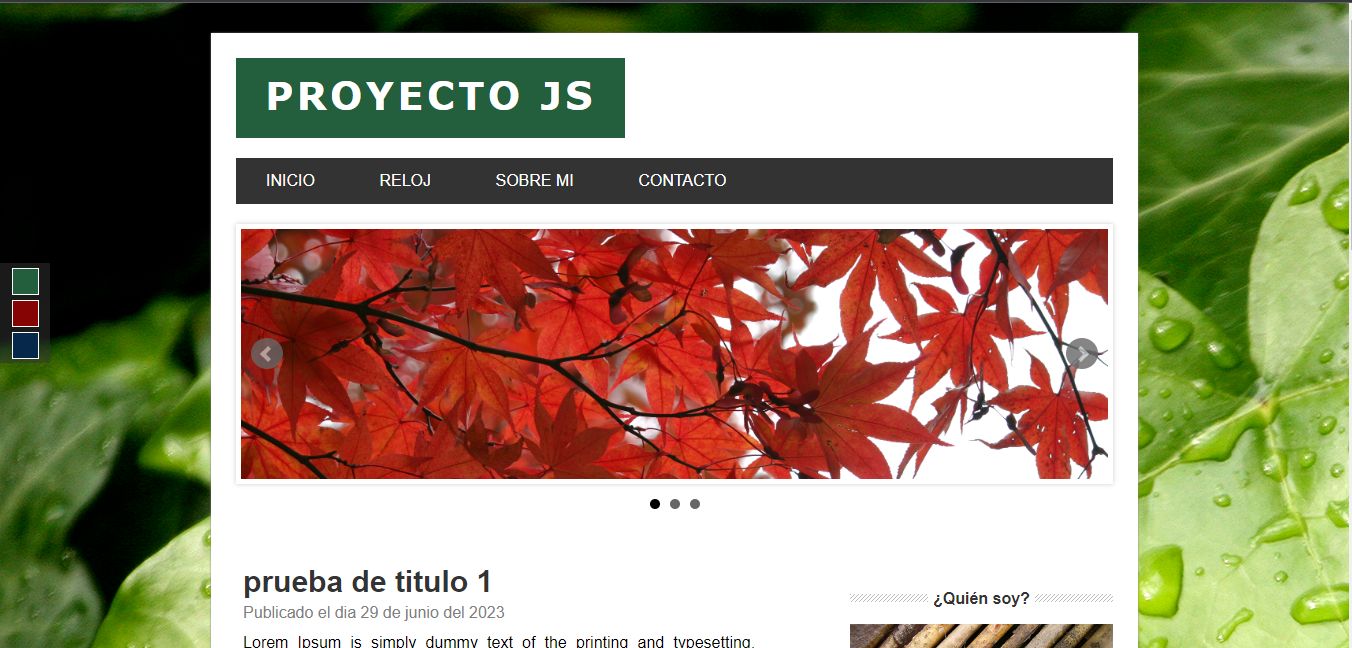 PROYECTO JS
INICIO RELOJ SOBRE MI CONTACTO
prueba de titulo 1
Publicado el dia 29 de junio del 2023
Lorem Ipsum is simply dummy text of the printing and typesetting.
¿Quién soy?